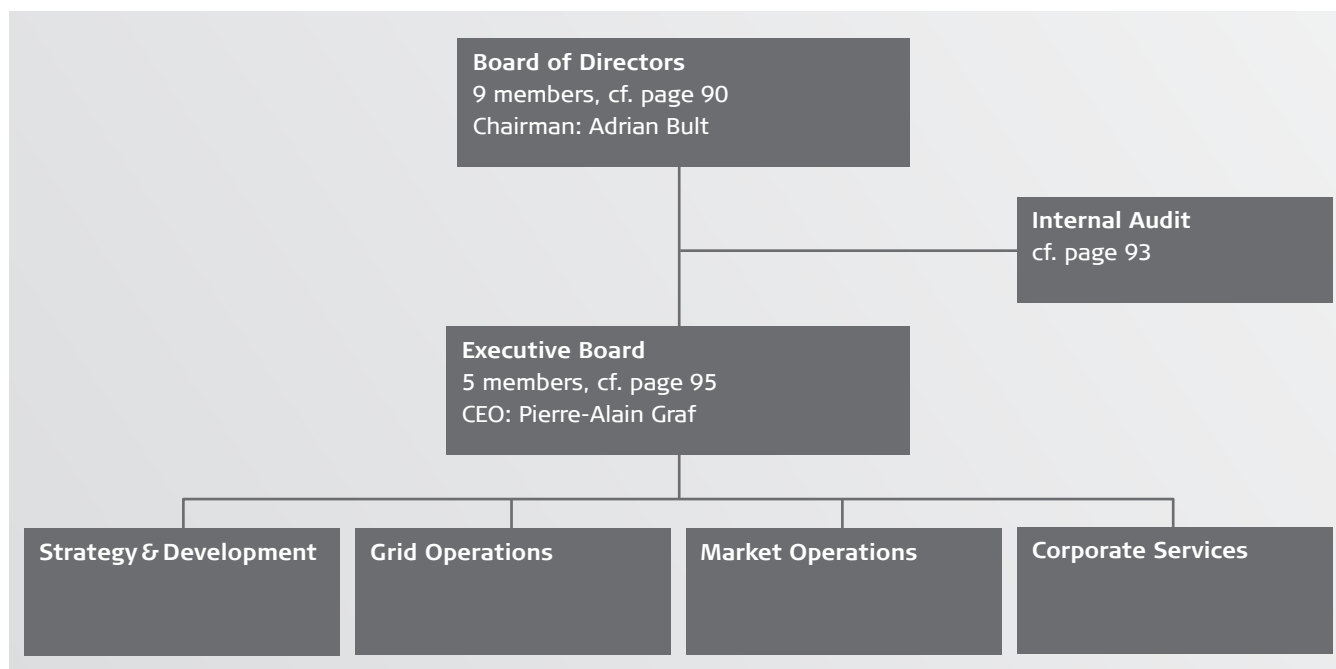 Board of Directors
9 members, cf. page 90
Chairman: Adrian Bult
Internal Audit
cf. page 93
Executive Board
5 members, cf. page 95
CEO: Pierre-Alain Graf
Strategy & Development
Grid Operations
Market Operations
Corporate Services